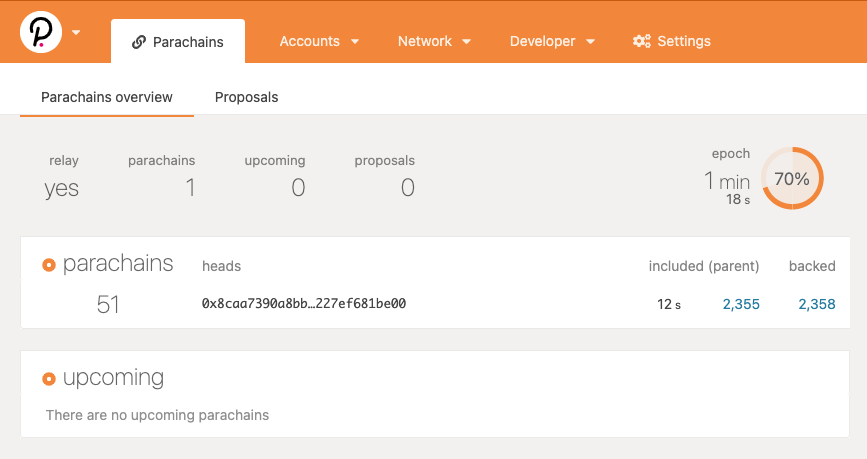 Parachains Accounts Network Developer Settings
Parachains overview Proposals
relay parachains upcoming proposals epoch
yes 1 0 0 1 min 70%
18 s
parachains heads included (parent) backed
51 0x8caa7390a8bb…227ef681be00 12 s 2,355 2,358
upcoming
There are no upcoming parachains